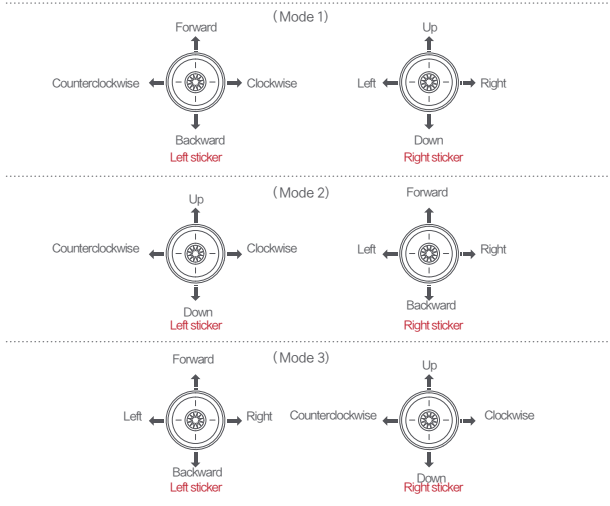 (Mode 1)
Forward Up
Counterclockwise Clockwise Left Right
Backward Down
Left sticker Right sticker
(Mode 2)
Up Forward
Counterclockwise Clockwise Left Right
Down Backward
Left sticker Right sticker
(Mode 3)
Forward Up
Left Right Counterclockwise Clockwise
Backward Down
Left sticker Right sticker